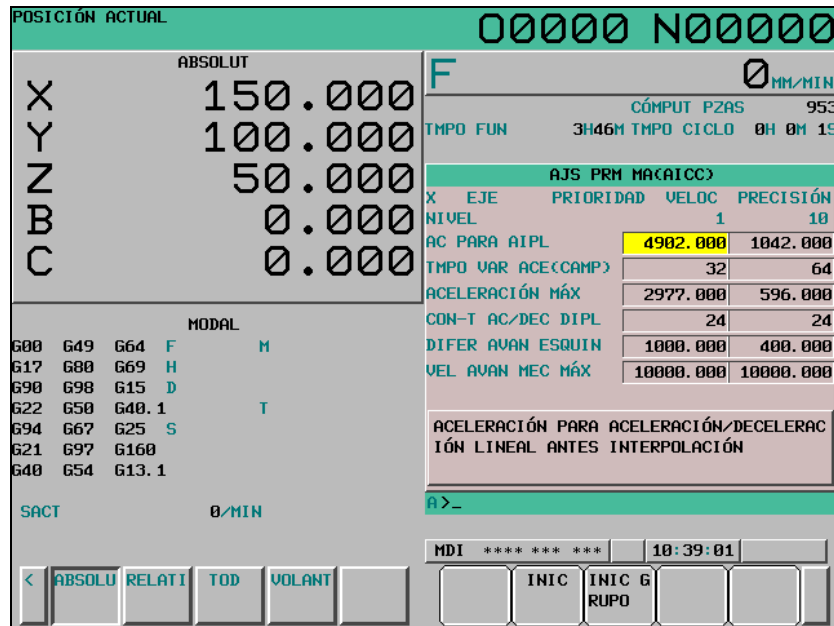 POSICIÓN ACTUAL
O0000 N00000
ABSOLUT
X 150.000
Y 100.000
Z 50.000
B 0.000
C 0.000
F 0 MM/MIN
CÓMPUT PZAS 953
TMPO FUN 3H46M TMPO CICLO 0H 0M 1S
AJS PRM MA(AICC)
X EJE PRIORIDAD VELOC PRECISIÓN
NIVEL 1 10
AC PARA AIPL 4902.000 1042.000
TMPO VAR ACE(CAMP) 32 64
ACELERACIÓN MÁX 2977.000 596.000
CON-T AC/DEC DIPL 24 24
DIFER AVAN ESQUIN 1000.000 400.000
VEL AVAN MEC MÁX 10000.000 10000.000
ACELERACIÓN PARA ACELERACIÓN/DECELERAC
IÓN LINEAL ANTES INTERPOLACIÓN
MODAL
G00 G49 G64 F M
G17 G80 G69 H
G90 G98 G15 D
G22 G50 G40.1 T
G94 G67 G25 S
G21 G97 G160
G40 G54 G13.1
SACT 0/MIN
A>_
MDI **** *** *** 10:39:01
< ABSOLU RELATI TOD VOLANT
INIC INIC G
RUPO